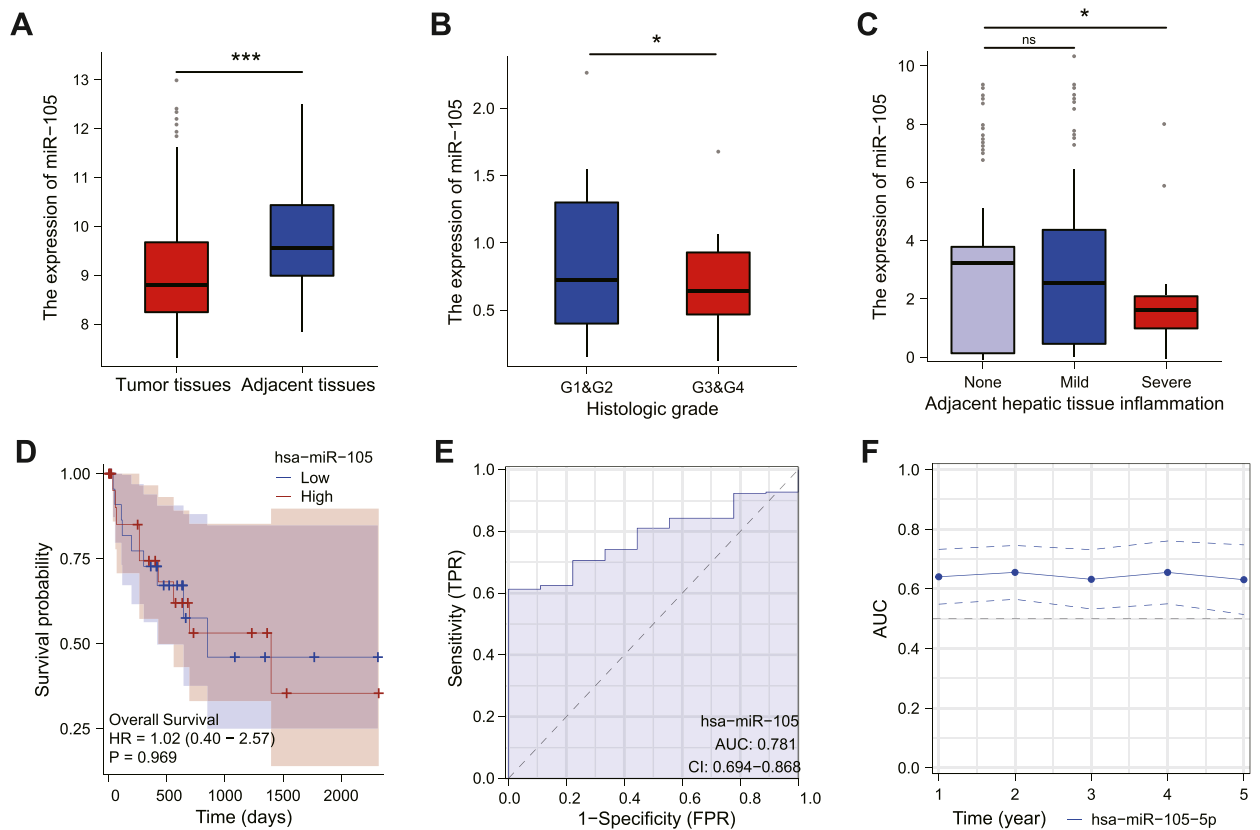 A
The expression of miR−105
13
12
11
10
9
8
***
Tumor tissues
Adjacent tissues
B
The expression of miR−105
2.0
1.5
1.0
0.5
*
G1&G2
G3&G4
Histologic grade
C
The expression of miR−105
10
8
6
4
2
0
*
ns
None
Mild
Severe
Adjacent hepatic tissue inflammation
D
Survival probability
1.00
0.75
0.50
0.25
hsa−miR−105
Low
High
Overall Survival
HR = 1.02 (0.40 − 2.57)
P = 0.969
0
500
1000
1500
2000
Time (days)
E
Sensitivity (TPR)
1.0
0.8
0.6
0.4
0.2
0.0
hsa−miR−105
AUC: 0.781
CI: 0.694−0.868
0.0
0.2
0.4
0.6
0.8
1.0
1−Specificity (FPR)
F
AUC
1.0
0.8
0.6
0.4
0.2
0.0
1
2
3
4
5
Time (year)
hsa−miR−105−5p